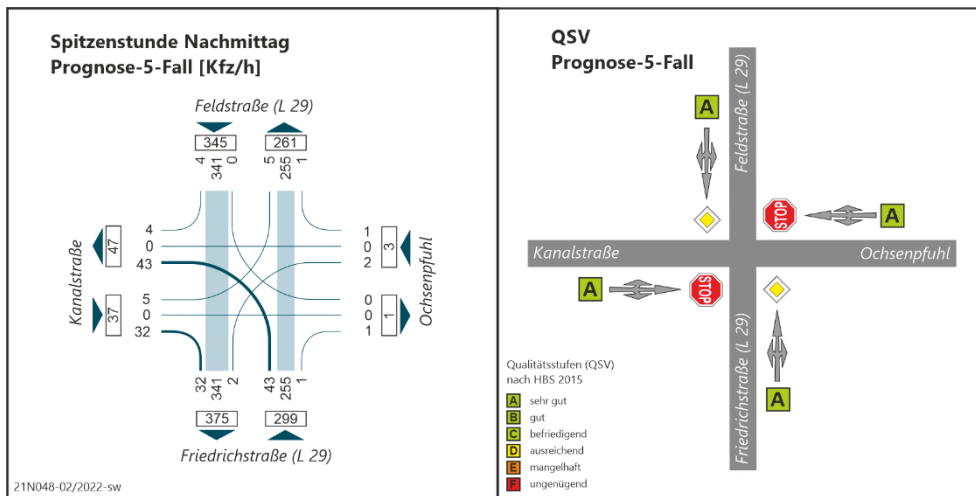 Spitzenstunde Nachmittag
Prognose-5-Fall [Kfz/h]
Feldstraße (L 29)
345 261
4 341 0 5 255 1
Kanalstraße
47
4
0
43
37
5
0
32
1
0
2
3
0
0
1
1
Ochsenpfuhl
32 341 2 43 255 1
375 299
Friedrichstraße (L 29)
21N048-02/2022-sw
QSV
Prognose-5-Fall
Feldstraße (L 29)
A
STOP
A
Kanalstraße
Ochsenpfuhl
A
STOP
Friedrichstraße (L 29)
A
Qualitätsstufen (QSV)
nach HBS 2015
A sehr gut
B gut
C befriedigend
D ausreichend
E mangelhaft
F ungenügend